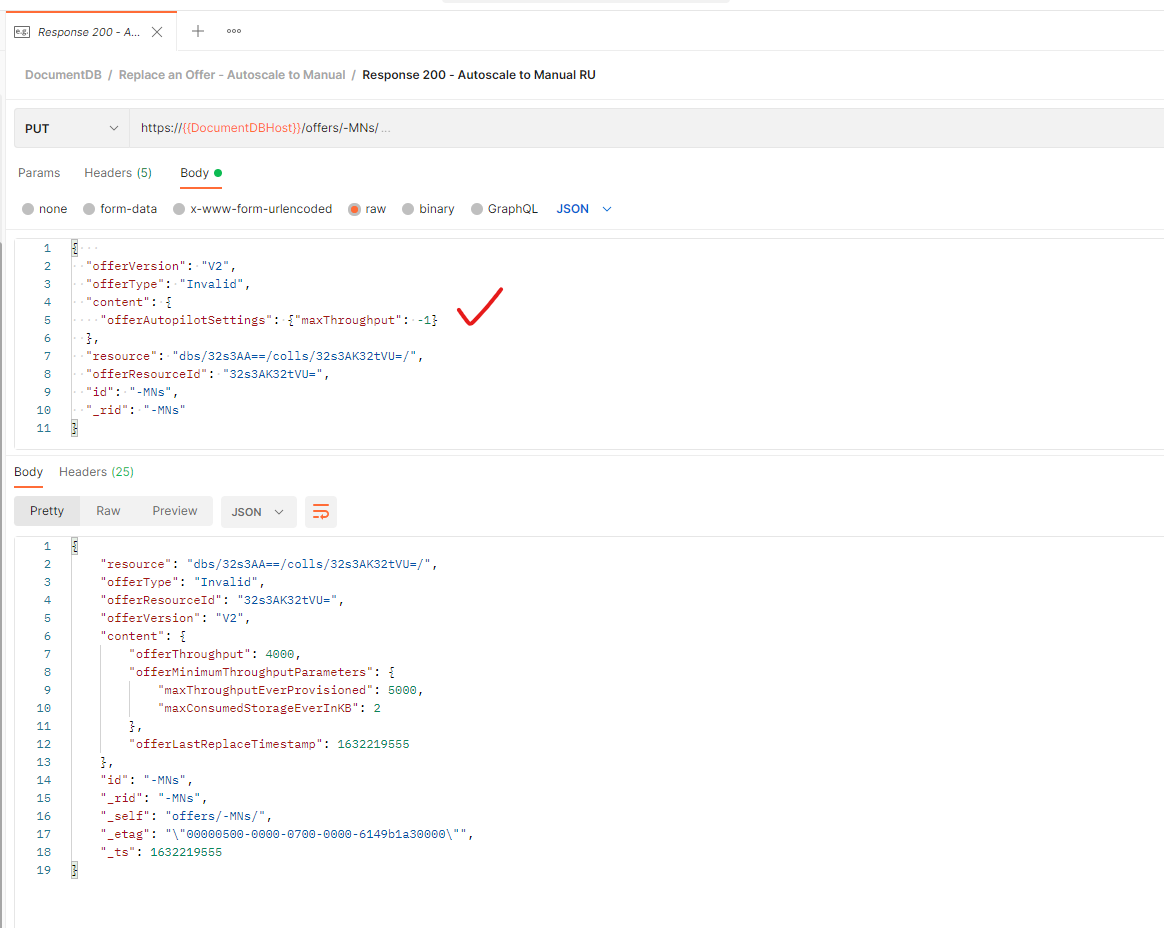 e.g. Response 200 - A...
DocumentDB / Replace an Offer - Autoscale to Manual / Response 200 - Autoscale to Manual RU
PUT https://{{DocumentDBHost}}/offers/-MNs/ ...
Params Headers (5) Body
none form-data x-www-form-urlencoded raw binary GraphQL JSON
1 {
2 "offerVersion": "V2",
3 "offerType": "Invalid",
4 "content": {
5 "offerAutopilotSettings": {"maxThroughput": -1}
6 },
7 "resource": "dbs/32s3AA==/colls/32s3AK32tVU=/",
8 "offerResourceId": "32s3AK32tVU=",
9 "id": "-MNs",
10 "_rid": "-MNs"
11 }
Body Headers (25)
Pretty Raw Preview JSON
1 {
2 "resource": "dbs/32s3AA==/colls/32s3AK32tVU=/",
3 "offerType": "Invalid",
4 "offerResourceId": "32s3AK32tVU=",
5 "offerVersion": "V2",
6 "content": {
7 "offerThroughput": 4000,
8 "offerMinimumThroughputParameters": {
9 "maxThroughputEverProvisioned": 5000,
10 "maxConsumedStorageEverInKB": 2
11 },
12 "offerLastReplaceTimestamp": 1632219555
13 },
14 "id": "-MNs",
15 "_rid": "-MNs",
16 "_self": "offers/-MNs/",
17 "_etag": "\"00000500-0000-0700-0000-6149b1a30000\"",
18 "_ts": 1632219555
19 }